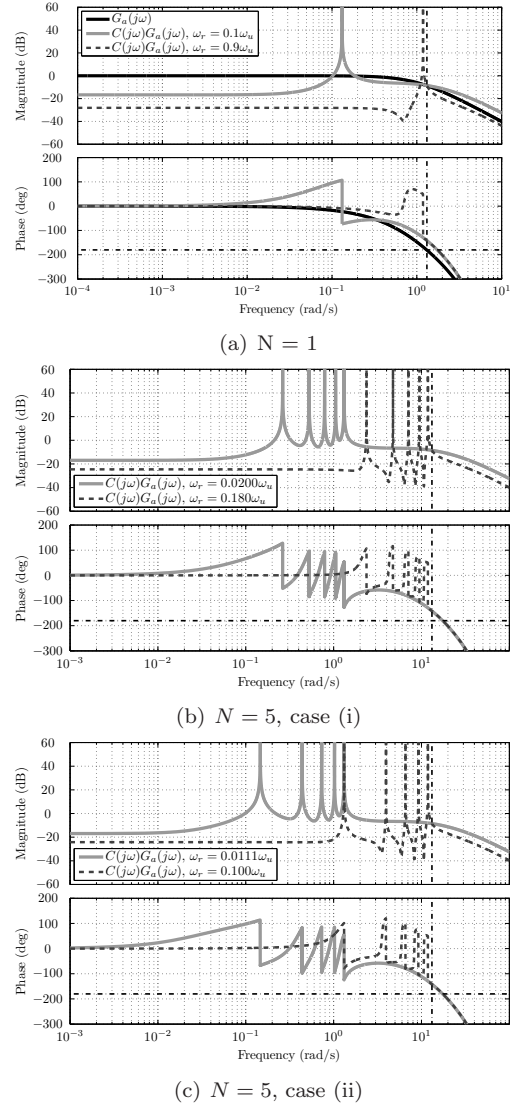 60
40
20
0
−20
−40
−60
Magnitude (dB)
G_a(jω)
C(jω)G_a(jω), ω_r = 0.1ω_u
C(jω)G_a(jω), ω_r = 0.9ω_u
200
100
0
−100
−200
−300
Phase (deg)
10^−4 10^−3 10^−2 10^−1 10^0 10^1
Frequency (rad/s)
(a) N = 1
60
40
20
0
−20
−40
−60
Magnitude (dB)
C(jω)G_a(jω), ω_r = 0.0200ω_u
C(jω)G_a(jω), ω_r = 0.180ω_u
200
100
0
−100
−200
−300
Phase (deg)
10^−3 10^−2 10^−1 10^0 10^1
Frequency (rad/s)
(b) N = 5, case (i)
60
40
20
0
−20
−40
−60
Magnitude (dB)
C(jω)G_a(jω), ω_r = 0.0111ω_u
C(jω)G_a(jω), ω_r = 0.100ω_u
200
100
0
−100
−200
−300
Phase (deg)
10^−3 10^−2 10^−1 10^0 10^1
Frequency (rad/s)
(c) N = 5, case (ii)